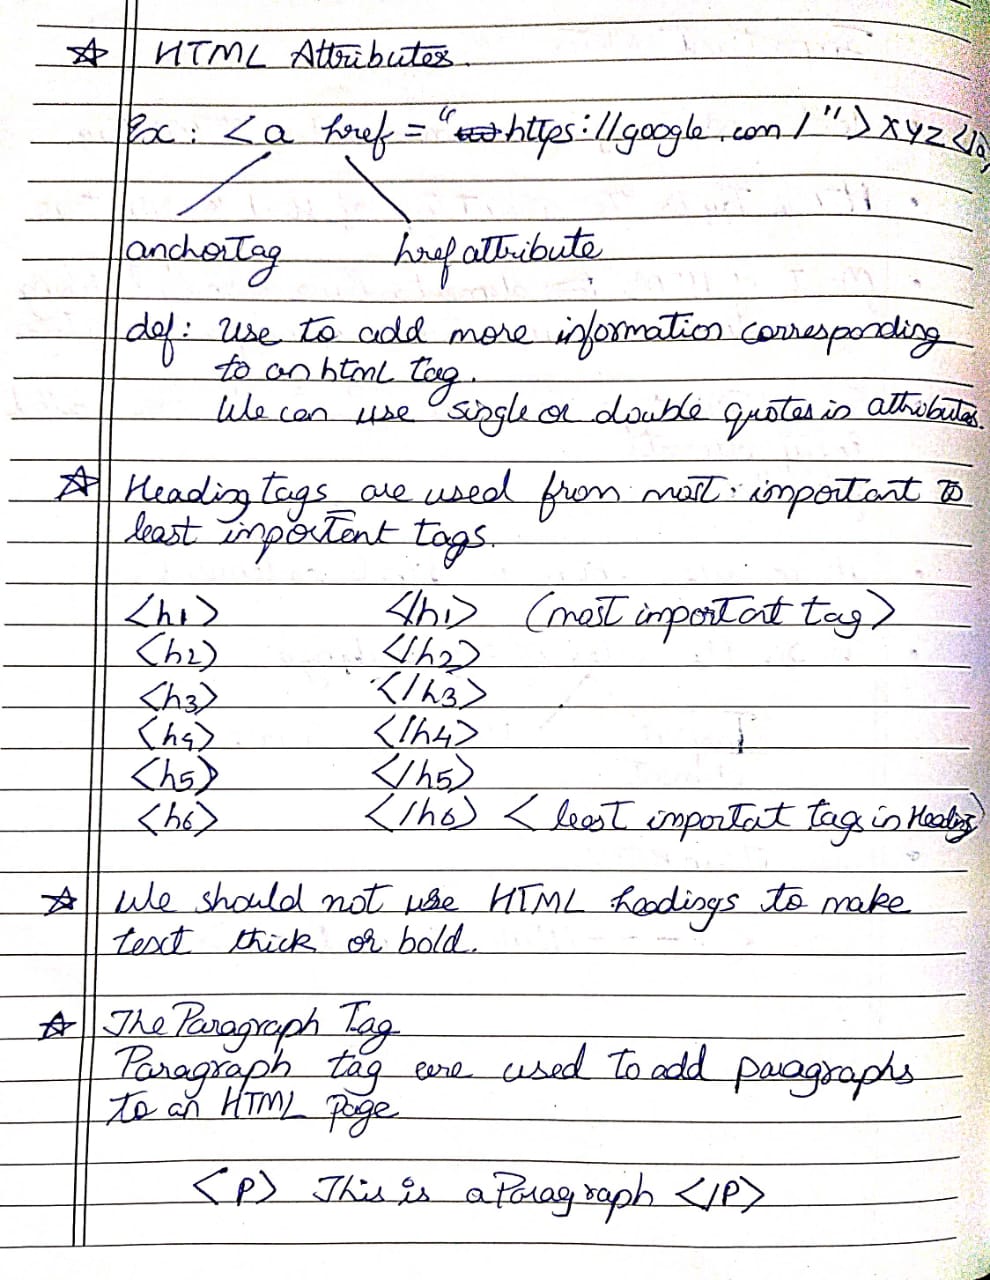 ☆ HTML Attributes.
Ex: <a href = "https://google.com/"> XYZ </a>
anchorTag href attribute
def: Use to add more information corresponding
to an html tag.
We can use single or double quotes in attributes.
☆ Heading tags are used from most important to
least importent tags.
<h1> </h1> (most important tag>
<h2> </h2>
<h3> </h3>
<h4> </h4>
<h5> </h5>
<h6> </h6> < least importat tags in Heading)
☆ We should not use HTML headings to make
text thick or bold.
☆ The Paragraph Tag
Paragraph tag are used to add paragraphs
to an HTML page
<p> This is a Paragraph </P>